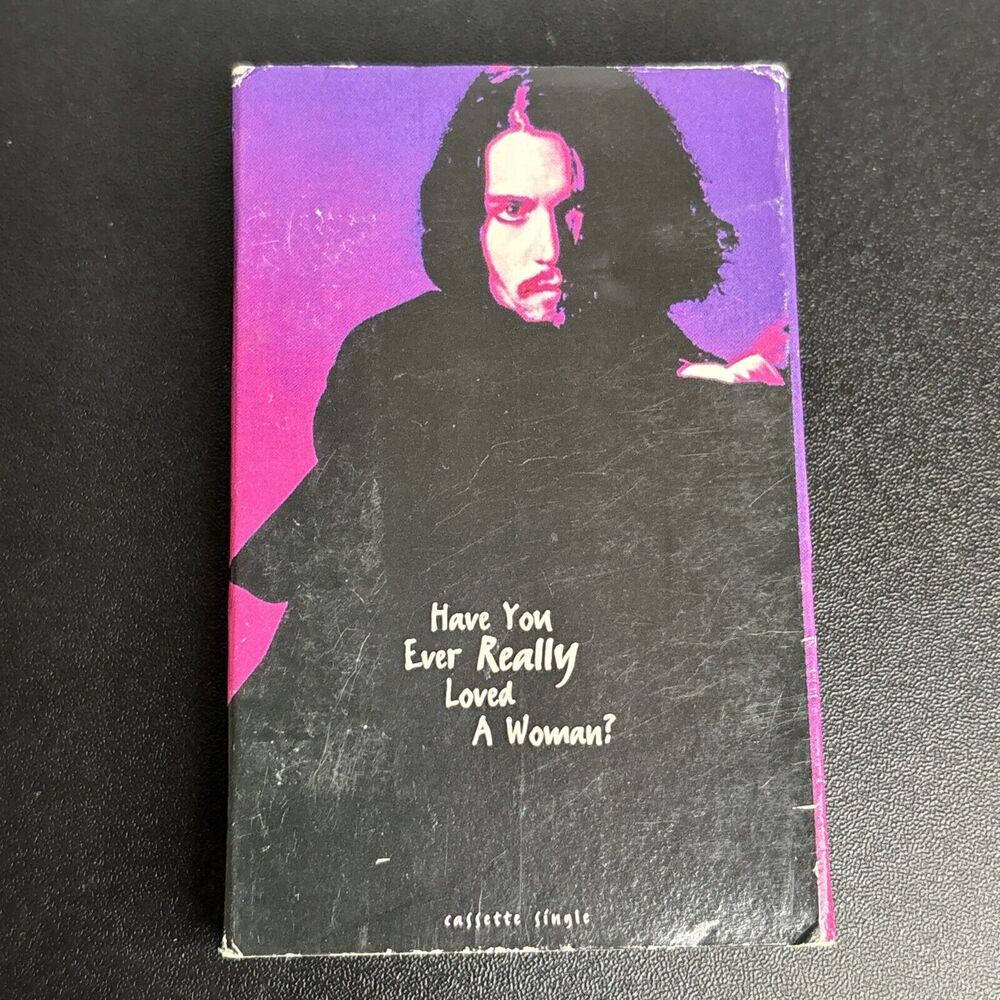 Have You
Ever Really
Loved
A Woman?
cassette single